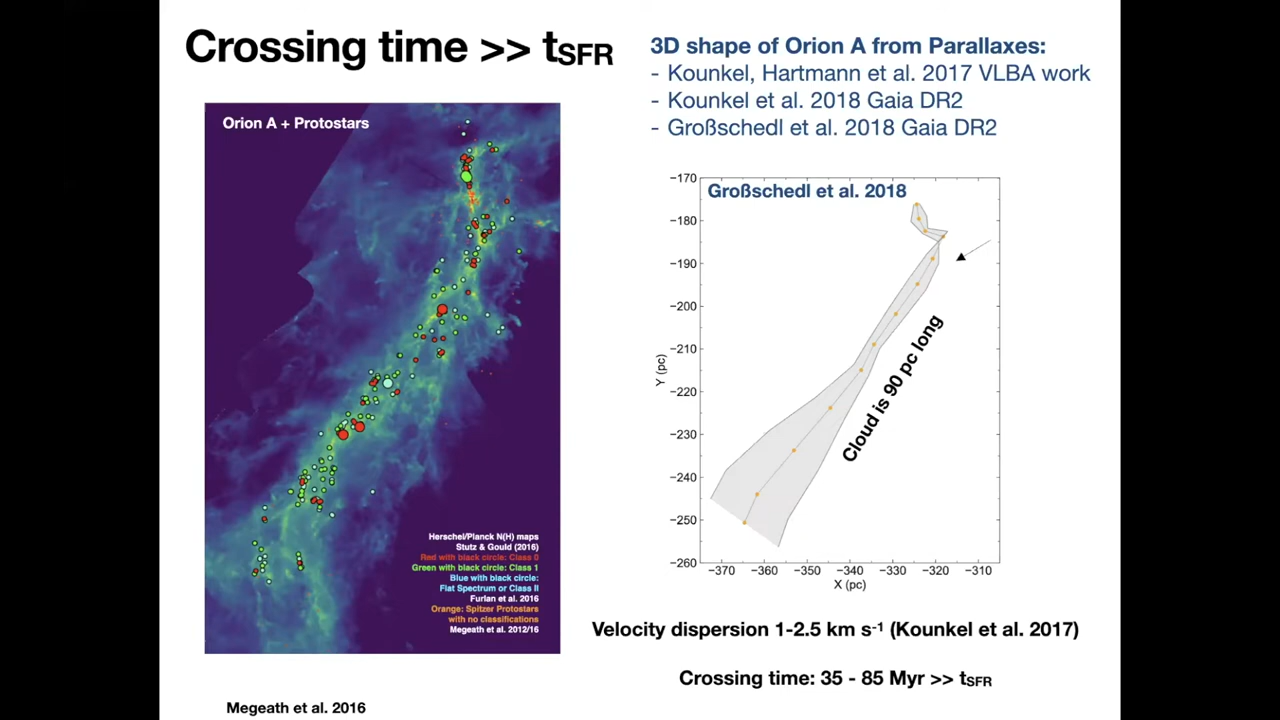 Crossing time >> tSFR
3D shape of Orion A from Parallaxes:
- Kounkel, Hartmann et al. 2017 VLBA work
- Kounkel et al. 2018 Gaia DR2
- Großschedl et al. 2018 Gaia DR2
Orion A + Protostars
Herschel/Planck N(H) maps
Stutz & Gould (2016)
Red with black circle: Class 0
Green with black circle: Class 1
Blue with black circle:
Flat Spectrum or Class II
Furlan et al. 2016
Orange: Spitzer Protostars
with no classifications
Megeath et al. 2012/16
Großschedl et al. 2018
−170
−180
−190
−200
−210
−220
−230
−240
−250
−260
Y (pc)
Cloud is 90 pc long
−370 −360 −350 −340 −330 −320 −310
X (pc)
Velocity dispersion 1-2.5 km s-1 (Kounkel et al. 2017)
Crossing time: 35 - 85 Myr >> tSFR
Megeath et al. 2016